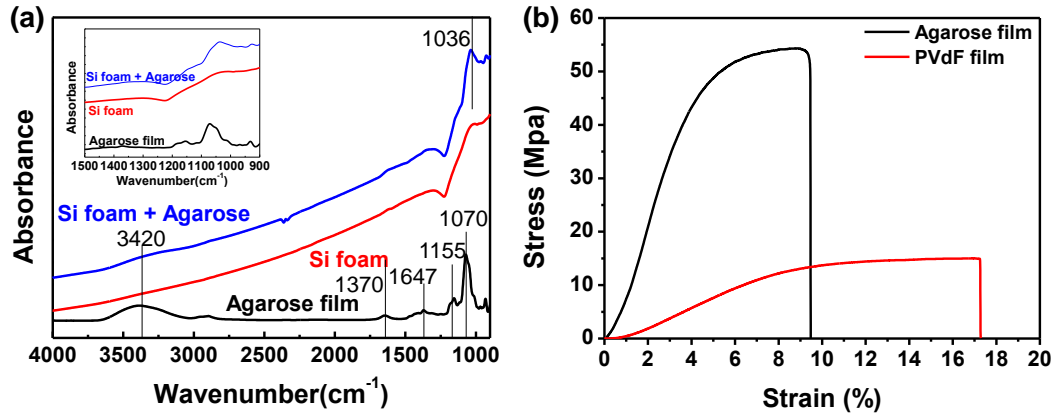 (a)
Absorbance
Si foam + Agarose
Si foam
Agarose film
1500 1400 1300 1200 1100 1000 900
Wavenumber(cm-1)
Absorbance
1036
Si foam + Agarose
3420
Si foam
Agarose film
1370
1647
1155
1070
4000 3500 3000 2500 2000 1500 1000
Wavenumber(cm-1)
(b)
Agarose film
PVdF film
Stress (Mpa)
60
50
40
30
20
10
0
0 2 4 6 8 10 12 14 16 18 20
Strain (%)